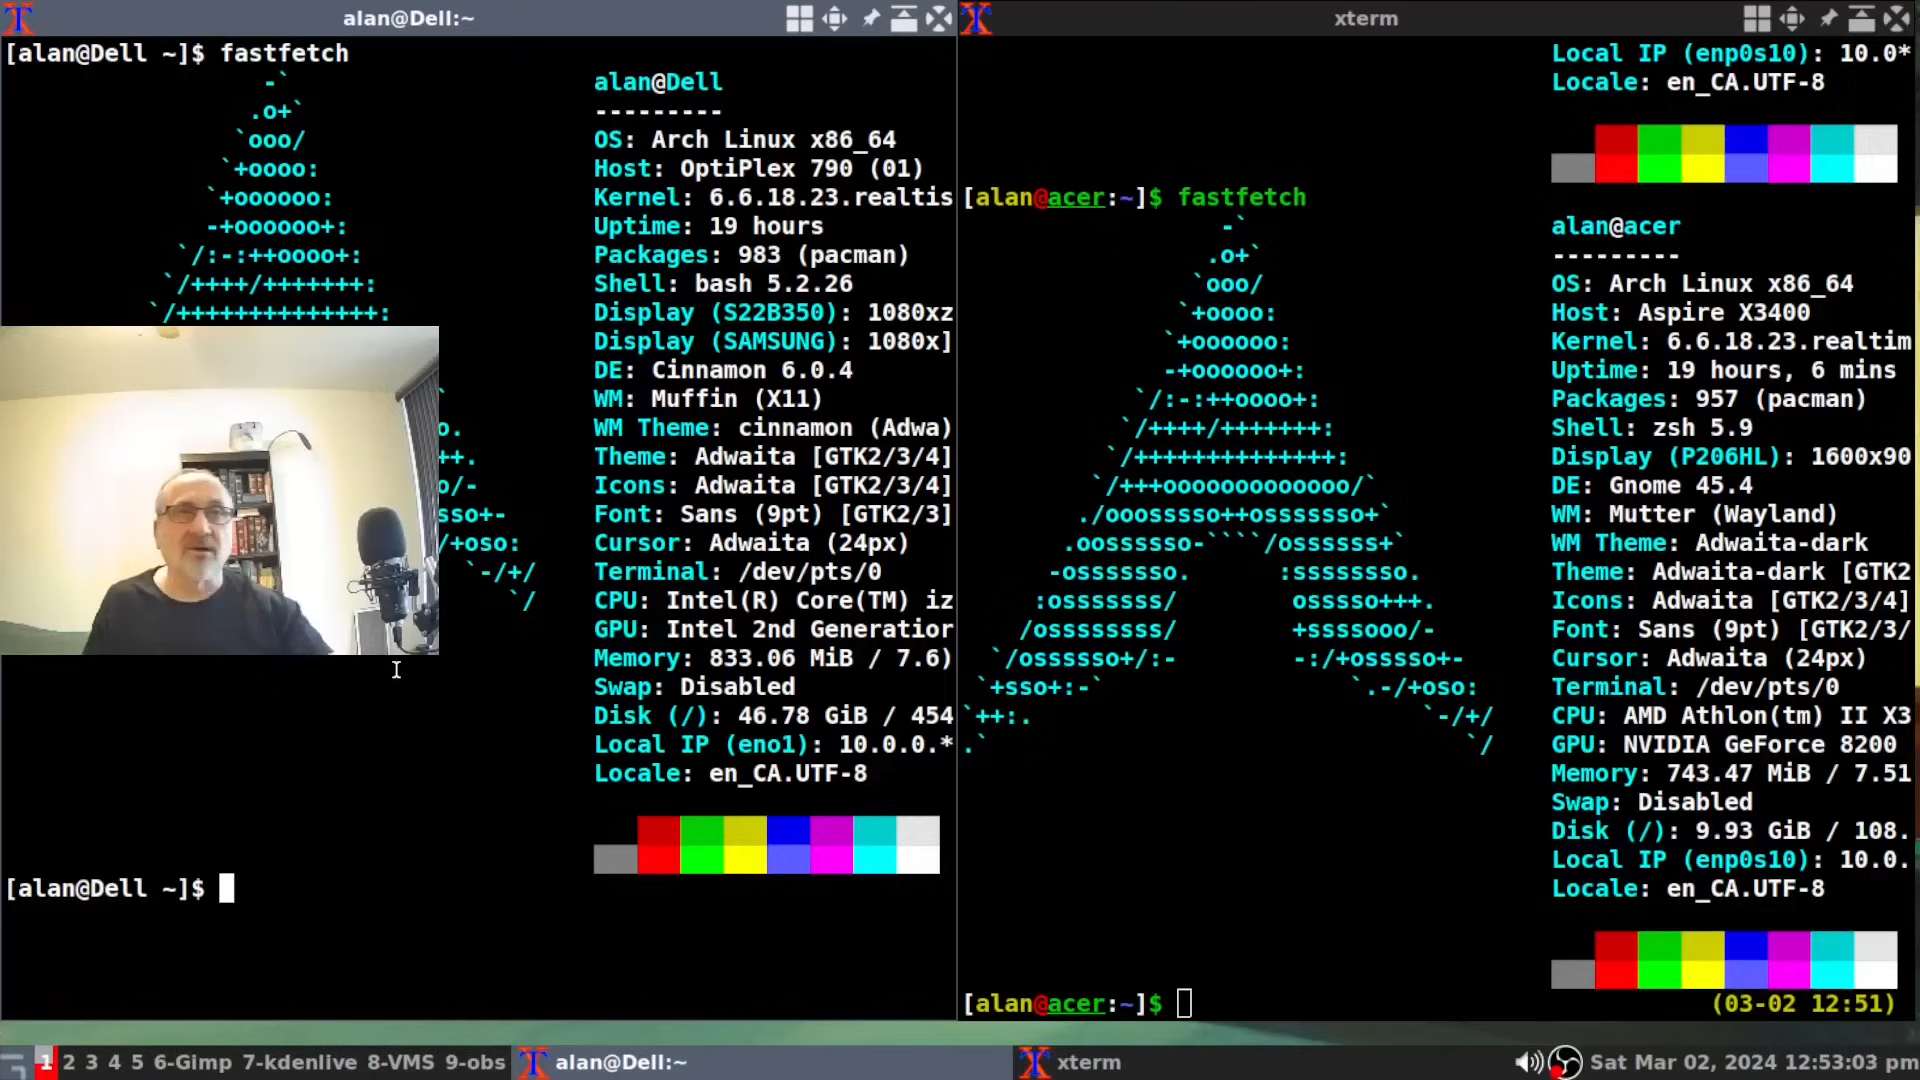 alan@Dell:~
[alan@Dell ~]$ fastfetch
alan@Dell
---------
OS: Arch Linux x86_64
Host: OptiPlex 790 (01)
Kernel: 6.6.18.23.realtis
Uptime: 19 hours
Packages: 983 (pacman)
Shell: bash 5.2.26
Display (S22B350): 1080xz
Display (SAMSUNG): 1080x]
DE: Cinnamon 6.0.4
WM: Muffin (X11)
WM Theme: cinnamon (Adwa)
Theme: Adwaita [GTK2/3/4]
Icons: Adwaita [GTK2/3/4]
Font: Sans (9pt) [GTK2/3]
Cursor: Adwaita (24px)
Terminal: /dev/pts/0
CPU: Intel(R) Core(TM) iz
GPU: Intel 2nd Generatior
Memory: 833.06 MiB / 7.6)
Swap: Disabled
Disk (/): 46.78 GiB / 454
Local IP (eno1): 10.0.0.*
Locale: en_CA.UTF-8
[alan@Dell ~]$
xterm
Local IP (enp0s10): 10.0*
Locale: en_CA.UTF-8
[alan@acer:~]$ fastfetch
alan@acer
---------
OS: Arch Linux x86_64
Host: Aspire X3400
Kernel: 6.6.18.23.realtim
Uptime: 19 hours, 6 mins
Packages: 957 (pacman)
Shell: zsh 5.9
Display (P206HL): 1600x90
DE: Gnome 45.4
WM: Mutter (Wayland)
WM Theme: Adwaita-dark
Theme: Adwaita-dark [GTK2
Icons: Adwaita [GTK2/3/4]
Font: Sans (9pt) [GTK2/3/
Cursor: Adwaita (24px)
Terminal: /dev/pts/0
CPU: AMD Athlon(tm) II X3
GPU: NVIDIA GeForce 8200
Memory: 743.47 MiB / 7.51
Swap: Disabled
Disk (/): 9.93 GiB / 108.
Local IP (enp0s10): 10.0.
Locale: en_CA.UTF-8
[alan@acer:~]$ (03-02 12:51)
1 2 3 4 5 6-Gimp 7-kdenlive 8-VMS 9-obs alan@Dell:~ xterm Sat Mar 02, 2024 12:53:03 pm